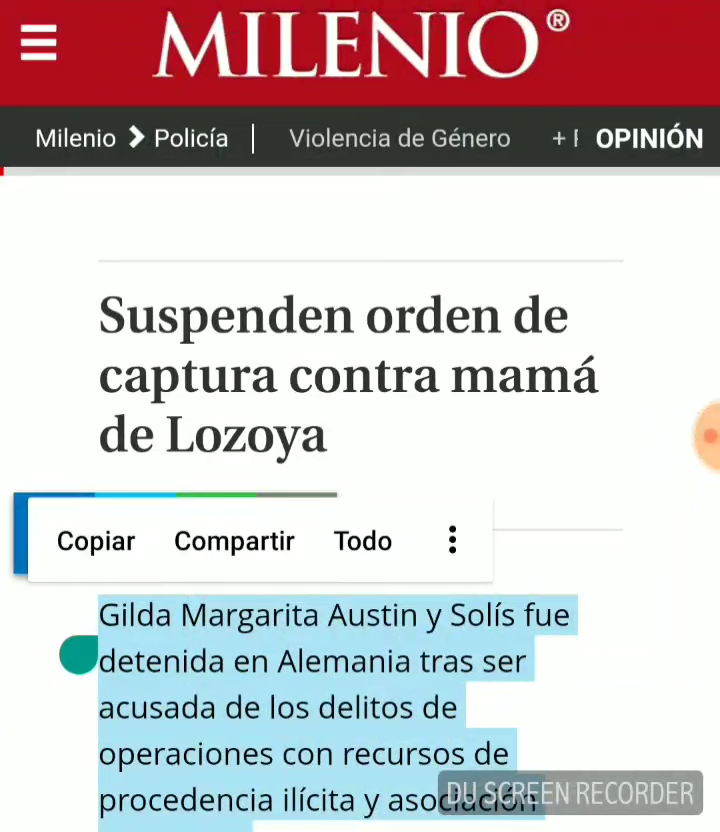 MILENIO®
Milenio > Policía | Violencia de Género + OPINIÓN
Suspenden orden de
captura contra mamá
de Lozoya
Copiar Compartir Todo
Gilda Margarita Austin y Solís fue
detenida en Alemania tras ser
acusada de los delitos de
operaciones con recursos de
procedencia ilícita y asociación
DU SCREEN RECORDER